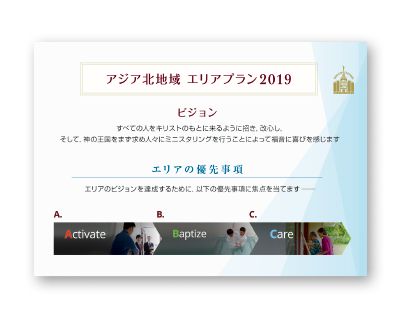 アジア北地域 エリアプラン2019
ビジョン
すべての人をキリストのもとに来るように招き，改心し，
そして，神の王国をまず求め人々にミニスタリングを行うことによって福音に喜びを感じます
エリアの優先事項
エリアのビジョンを達成するために，以下の優先事項に焦点を当てます ——
A. B. C.
Activate Baptize Care